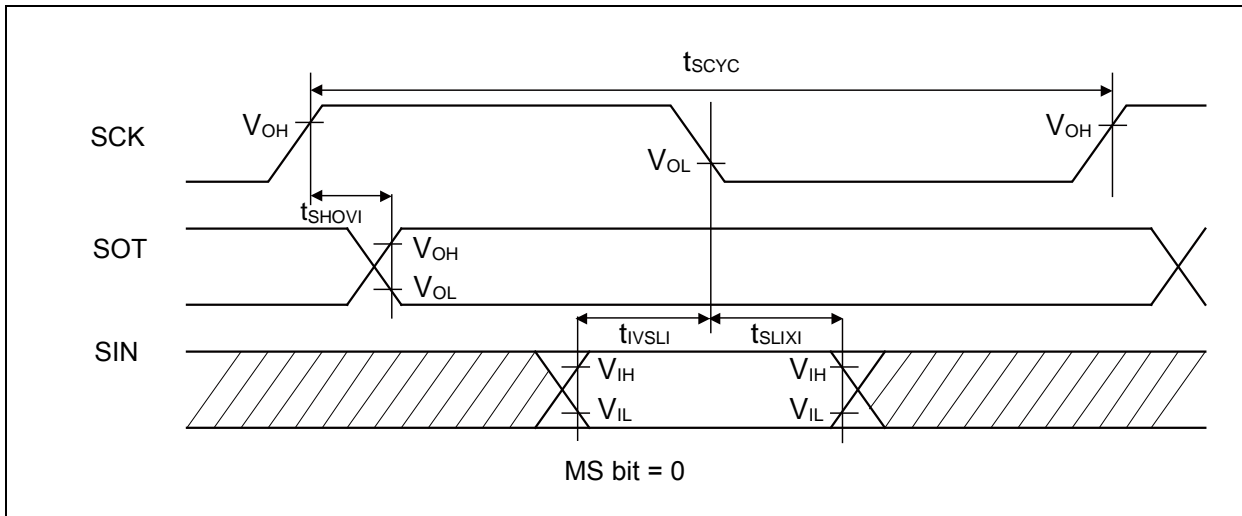 tSCYC
SCK
VOH
VOL
VOH
tSHOVI
SOT
VOH
VOL
tIVSLI
tSLIXI
SIN
VIH
VIL
VIH
VIL
MS bit = 0